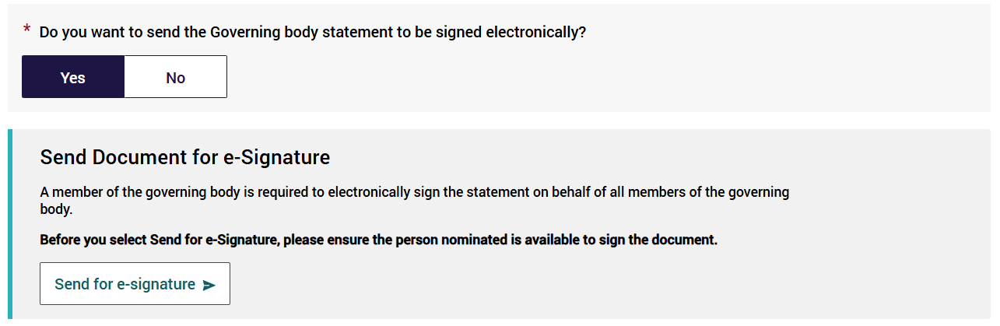 * Do you want to send the Governing body statement to be signed electronically?
Yes No
Send Document for e-Signature
A member of the governing body is required to electronically sign the statement on behalf of all members of the governing
body.
Before you select Send for e-Signature, please ensure the person nominated is available to sign the document.
Send for e-signature